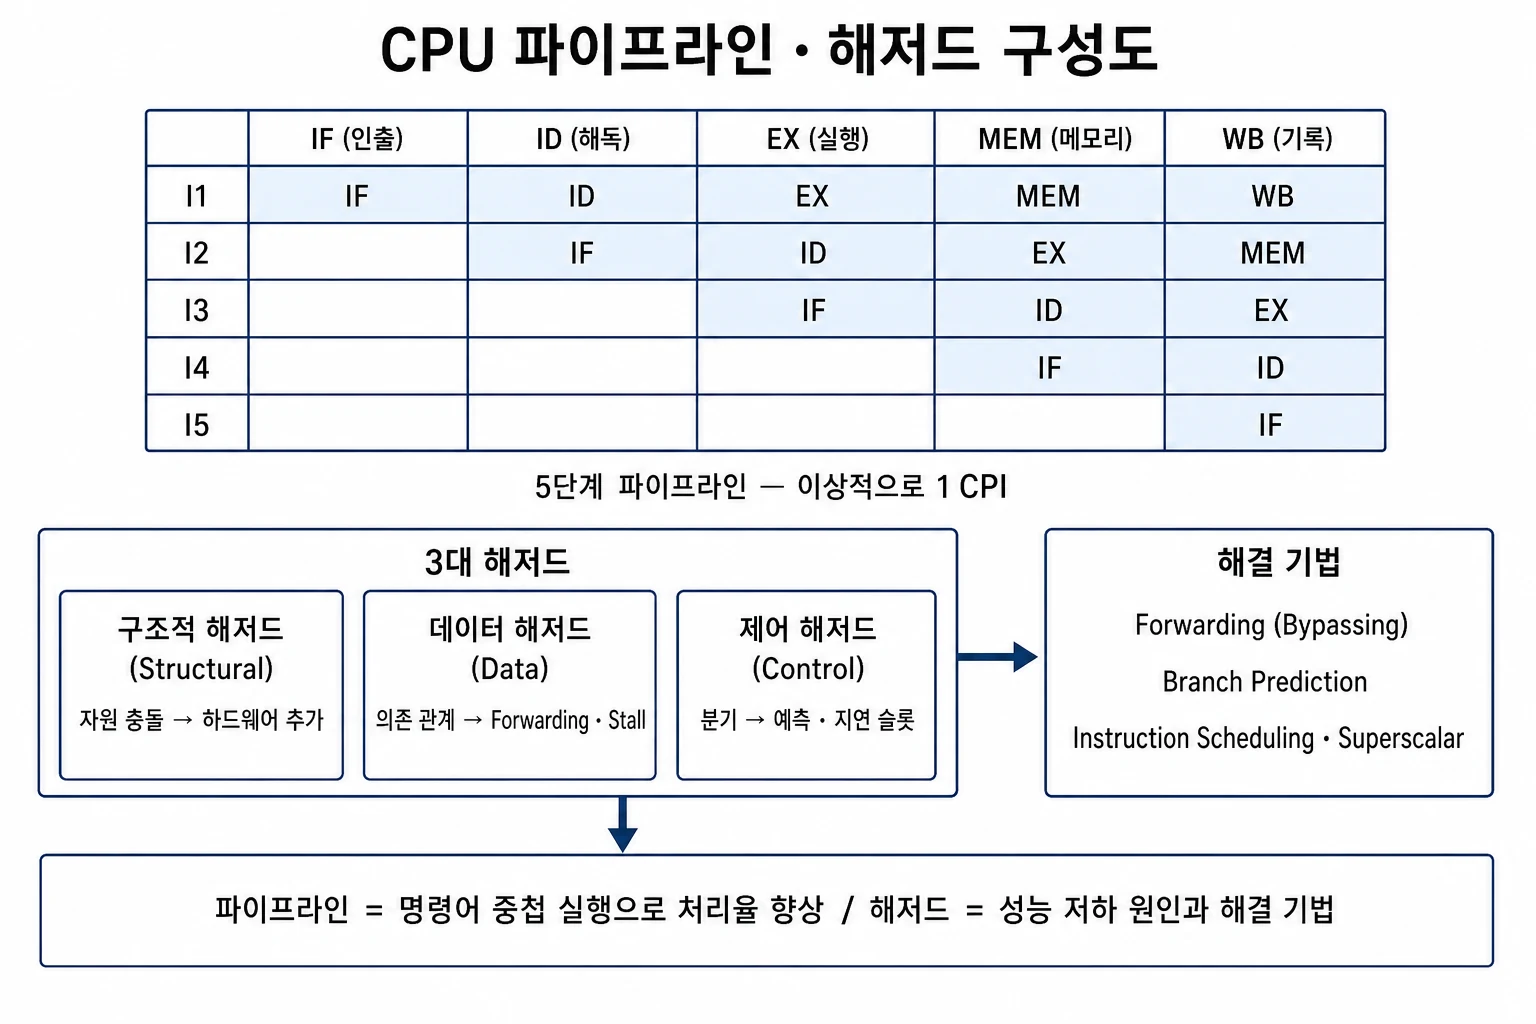 CPU 파이프라인 · 해저드 구성도
IF (인출) ID (해독) EX (실행) MEM (메모리) WB (기록)
I1 IF ID EX MEM WB
I2 IF ID EX MEM
I3 IF ID EX
I4 IF ID
I5 IF
5단계 파이프라인 — 이상적으로 1 CPI
3대 해저드
구조적 해저드
(Structural)
자원 충돌 → 하드웨어 추가
데이터 해저드
(Data)
의존 관계 → Forwarding · Stall
제어 해저드
(Control)
분기 → 예측 · 지연 슬롯
해결 기법
Forwarding (Bypassing)
Branch Prediction
Instruction Scheduling · Superscalar
파이프라인 = 명령어 중첩 실행으로 처리율 향상 / 해저드 = 성능 저하 원인과 해결 기법